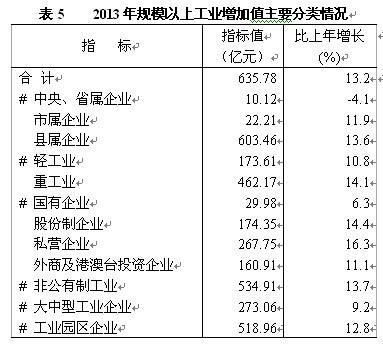 表 5 2013 年规模以上工业增加值主要分类情况
指 标 指标值（亿元） 比上年增长(%)
合 计 635.78 13.2
# 中央、省属企业 10.12 -4.1
市属企业 22.21 11.9
县属企业 603.46 13.6
# 轻工业 173.61 10.8
重工业 462.17 14.1
# 国有企业 29.98 6.3
股份制企业 174.35 14.4
私营企业 267.75 16.3
外商及港澳台投资企业 160.91 11.1
# 非公有制工业 534.91 13.7
# 大中型工业企业 273.06 9.2
# 工业园区企业 518.96 12.8